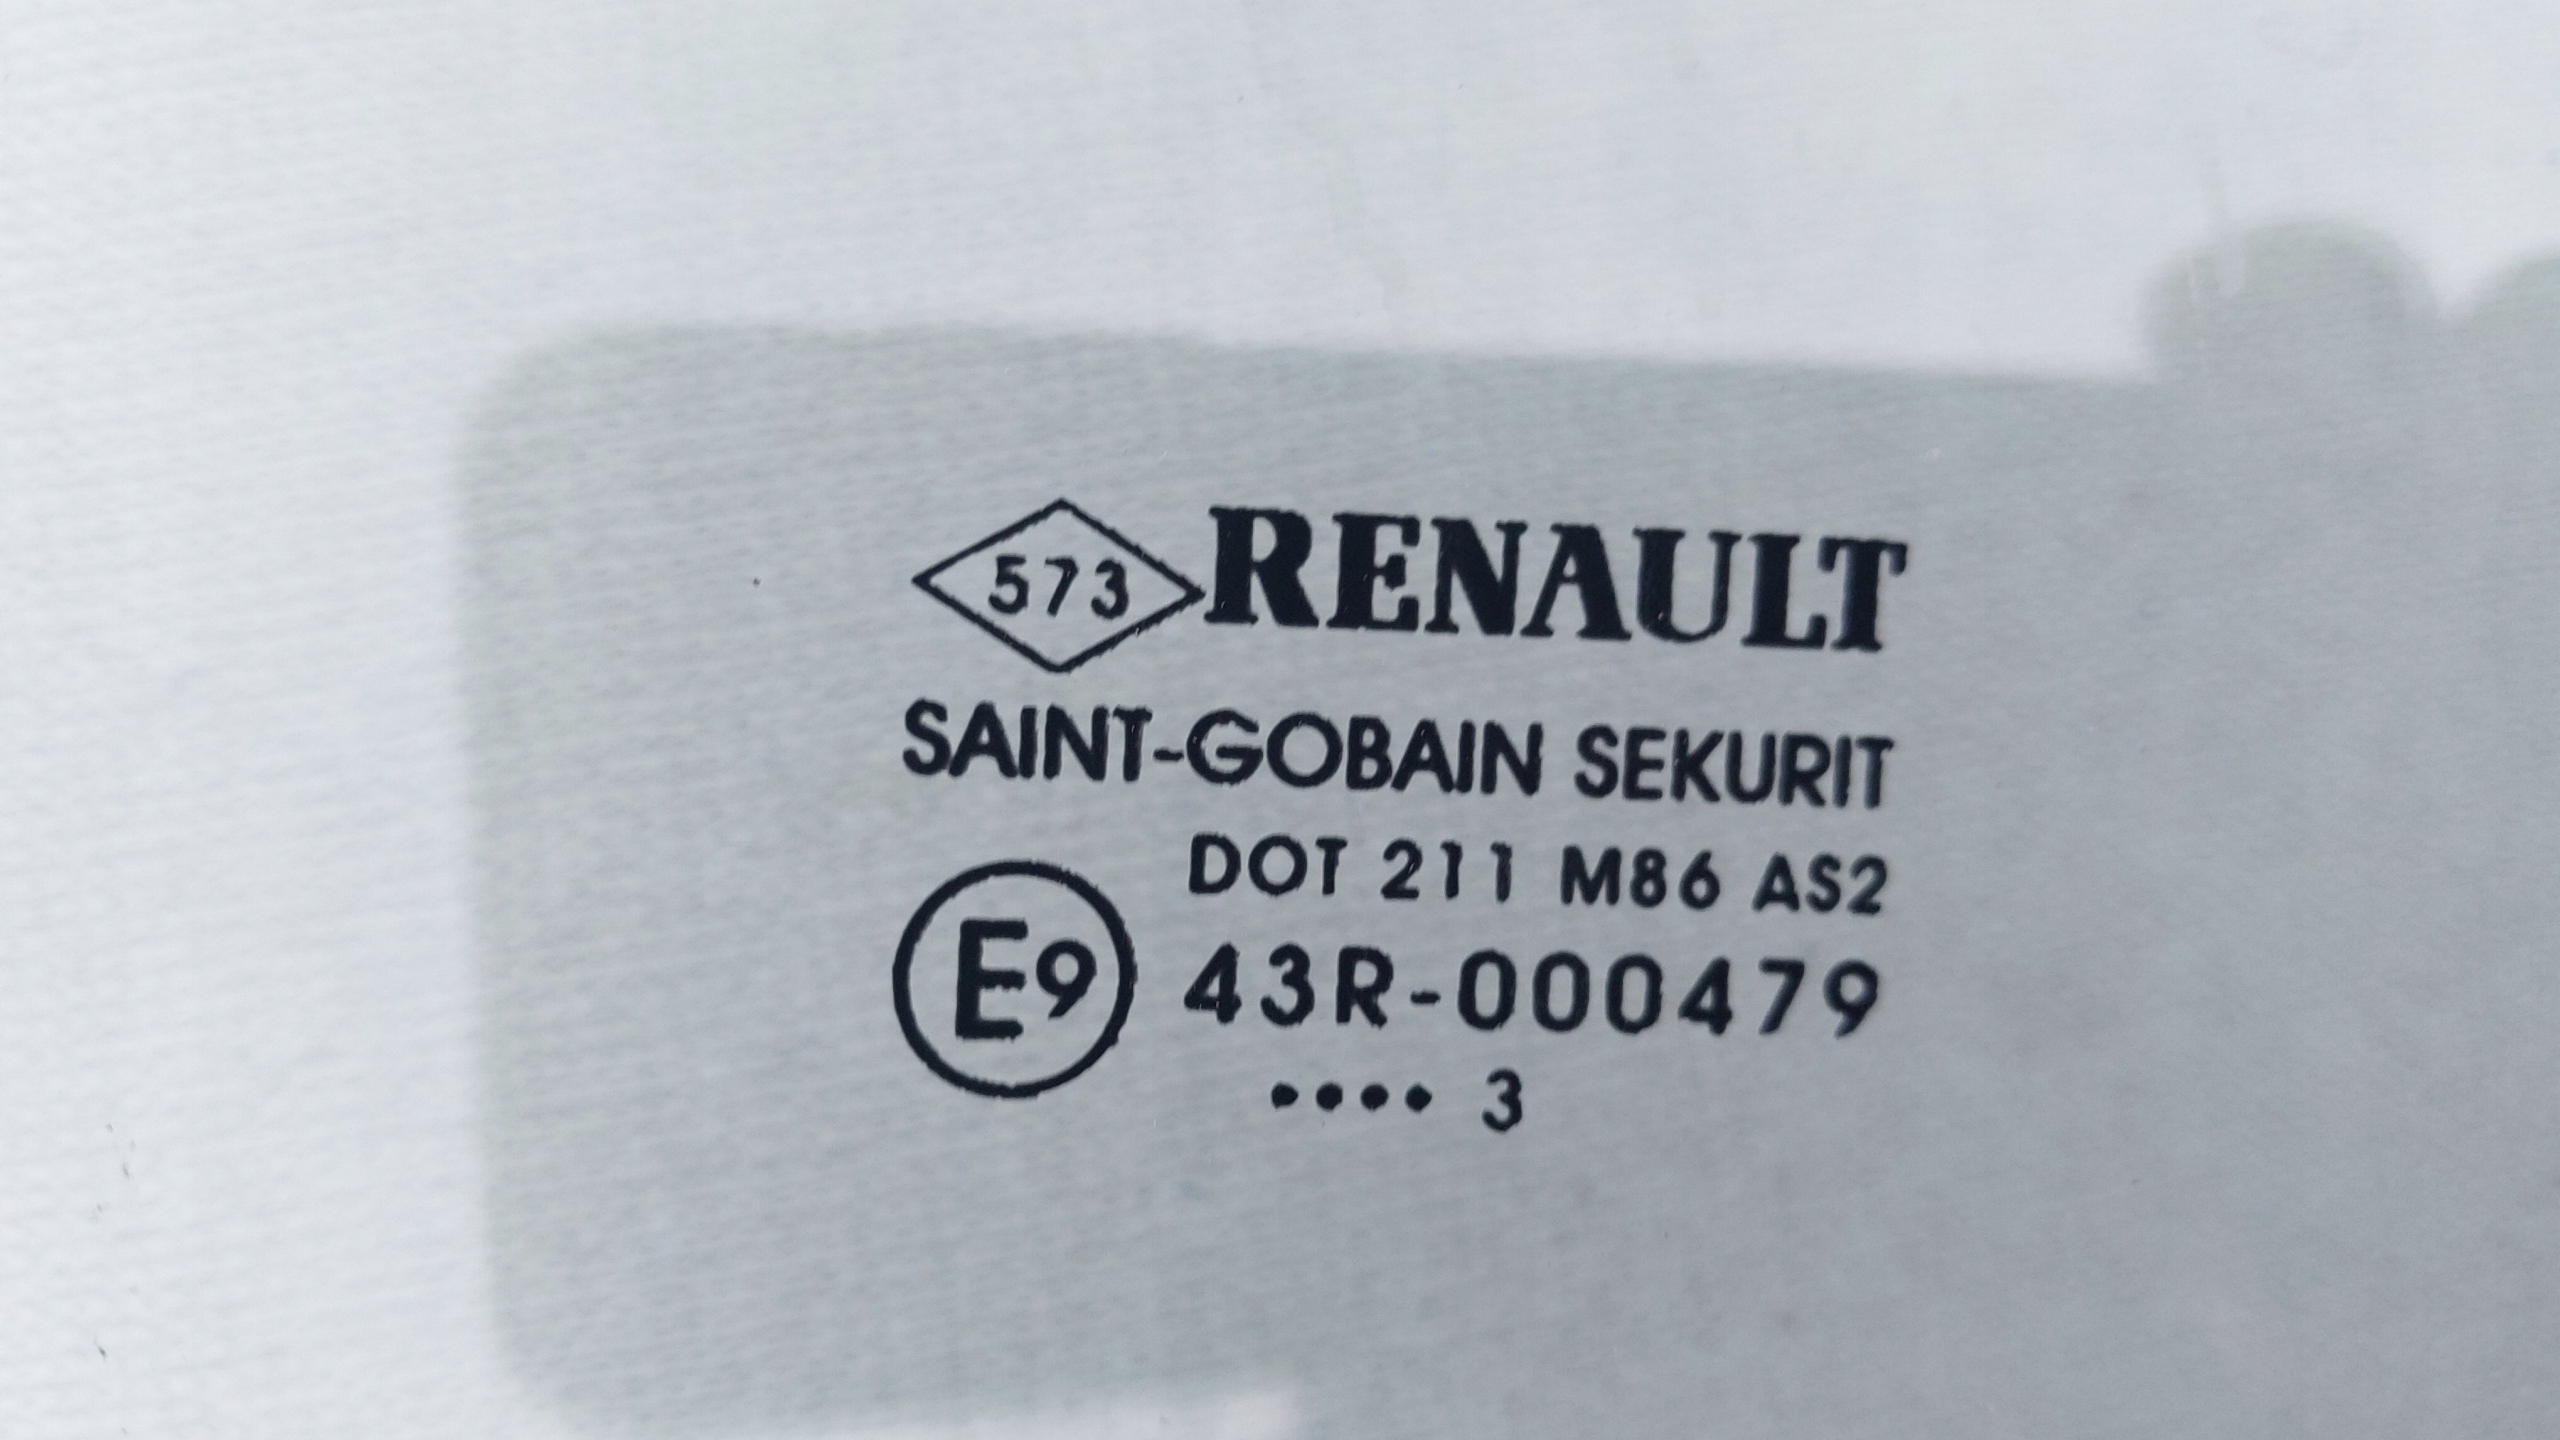 573 RENAULT
SAINT-GOBAIN SEKURIT
DOT 211 M86 AS2
E9 43R-000479
•••• 3